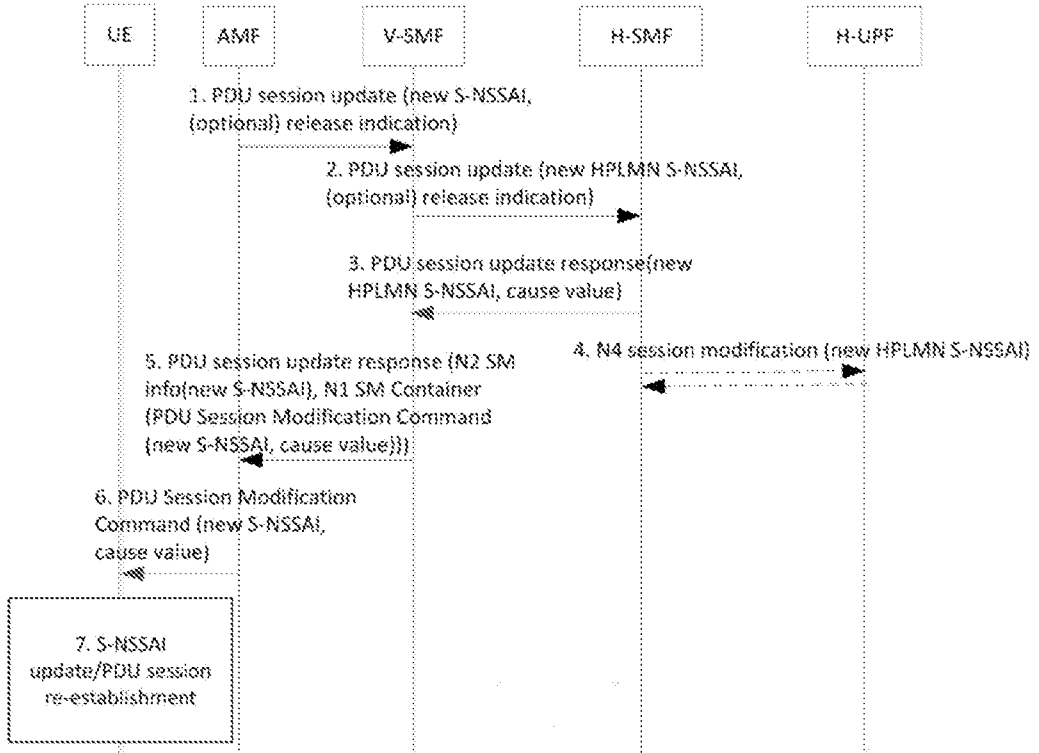 UE
AMF
V-SMF
H-SMF
H-UPF
1. PDU session update (new S-NSSAI,
(optional) release indication)
2. PDU session update (new HPLMN S-NSSAI,
(optional) release indication)
3. PDU session update response(new
HPLMN S-NSSAI, cause value)
4. N4 session modification (new HPLMN S-NSSAI)
5. PDU session update response (N2 SM
info(new S-NSSAI), N1 SM Container
(PDU Session Modification Command
(new S-NSSAI, cause value)))
6. PDU Session Modification
Command (new S-NSSAI,
cause value)
7. S-NSSAI
update/PDU session
re-establishment